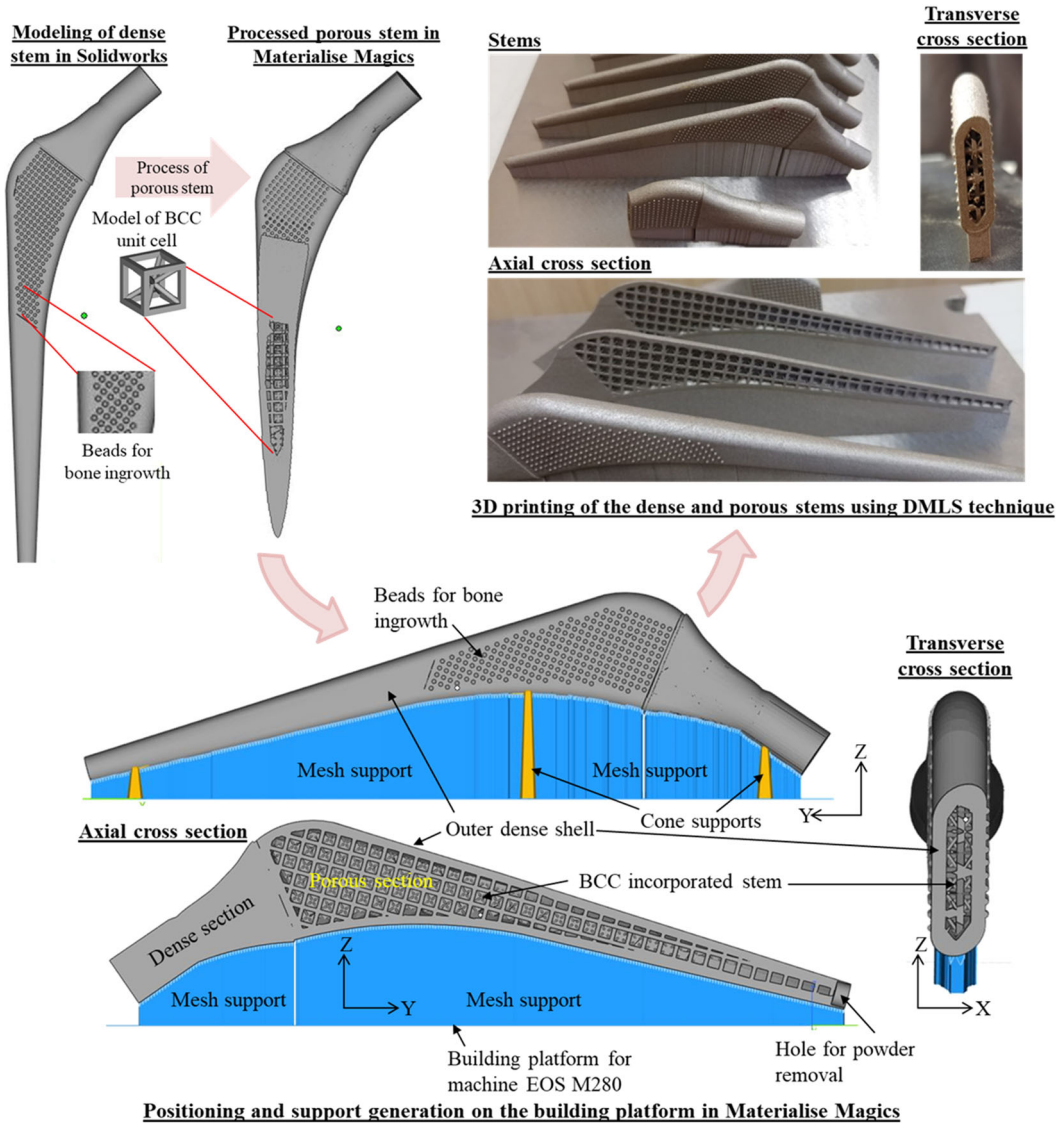 Modeling of dense
stem in Solidworks
Processed porous stem in
Materialise Magics
Process of
porous stem
Model of BCC
unit cell
Beads for
bone ingrowth
Stems
Transverse
cross section
Axial cross section
3D printing of the dense and porous stems using DMLS technique
Beads for bone
ingrowth
Mesh support
Mesh support
Cone supports
Z
Y
Transverse
cross section
Axial cross section
Outer dense shell
Porous section
BCC incorporated stem
Dense section
Z
Y
Mesh support
Mesh support
Z
X
Building platform for
machine EOS M280
Hole for powder
removal
Positioning and support generation on the building platform in Materialise Magics